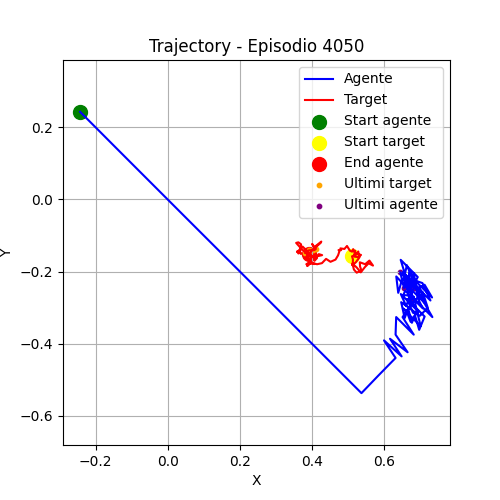 Trajectory - Episodio 4050
Agente
Target
Start agente
Start target
End agente
Ultimi target
Ultimi agente
Y
0.2
0.0
−0.2
−0.4
−0.6
−0.2
0.0
0.2
0.4
0.6
X